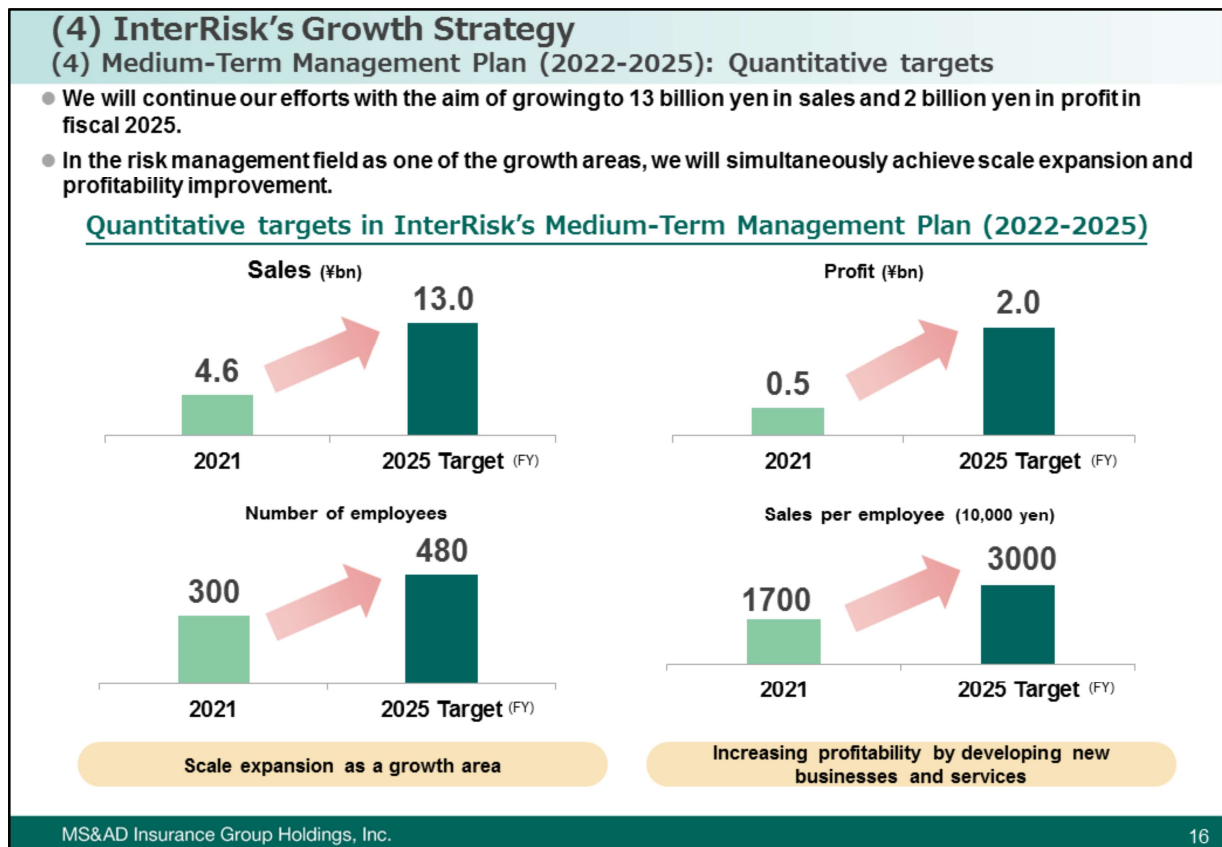 (4) InterRisk's Growth Strategy
(4) Medium-Term Management Plan (2022-2025): Quantitative targets
● We will continue our efforts with the aim of growing to 13 billion yen in sales and 2 billion yen in profit in
fiscal 2025.
● In the risk management field as one of the growth areas, we will simultaneously achieve scale expansion and
profitability improvement.
Quantitative targets in InterRisk's Medium-Term Management Plan (2022-2025)
Sales (¥bn)
4.6
13.0
2021
2025 Target (FY)
Profit (¥bn)
0.5
2.0
2021
2025 Target (FY)
Number of employees
300
480
2021
2025 Target (FY)
Sales per employee (10,000 yen)
1700
3000
2021
2025 Target (FY)
Scale expansion as a growth area
Increasing profitability by developing new
businesses and services
MS&AD Insurance Group Holdings, Inc.
16